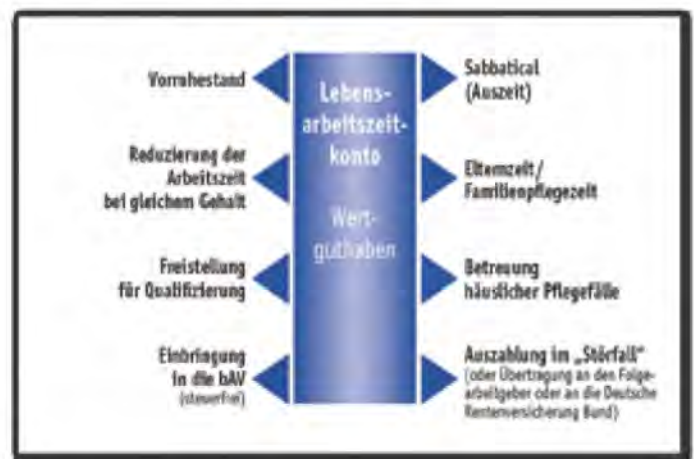 Vorruhestand
Reduzierung der
Arbeitszeit
bei gleichem Gehalt
Freistellung
für Qualifizierung
Einbringung
in die bAV
(steuerfrei)
Lebens-
arbeitszeit-
konto
Wert-
guthaben
Sabbatical
(Auszeit)
Elternzeit/
Familienpflegezeit
Betreuung
häuslicher Pflegefälle
Auszahlung im „Störfall“
(oder Übertragung an den Folge-
arbeitgeber oder an die Deutsche
Rentenversicherung Bund)